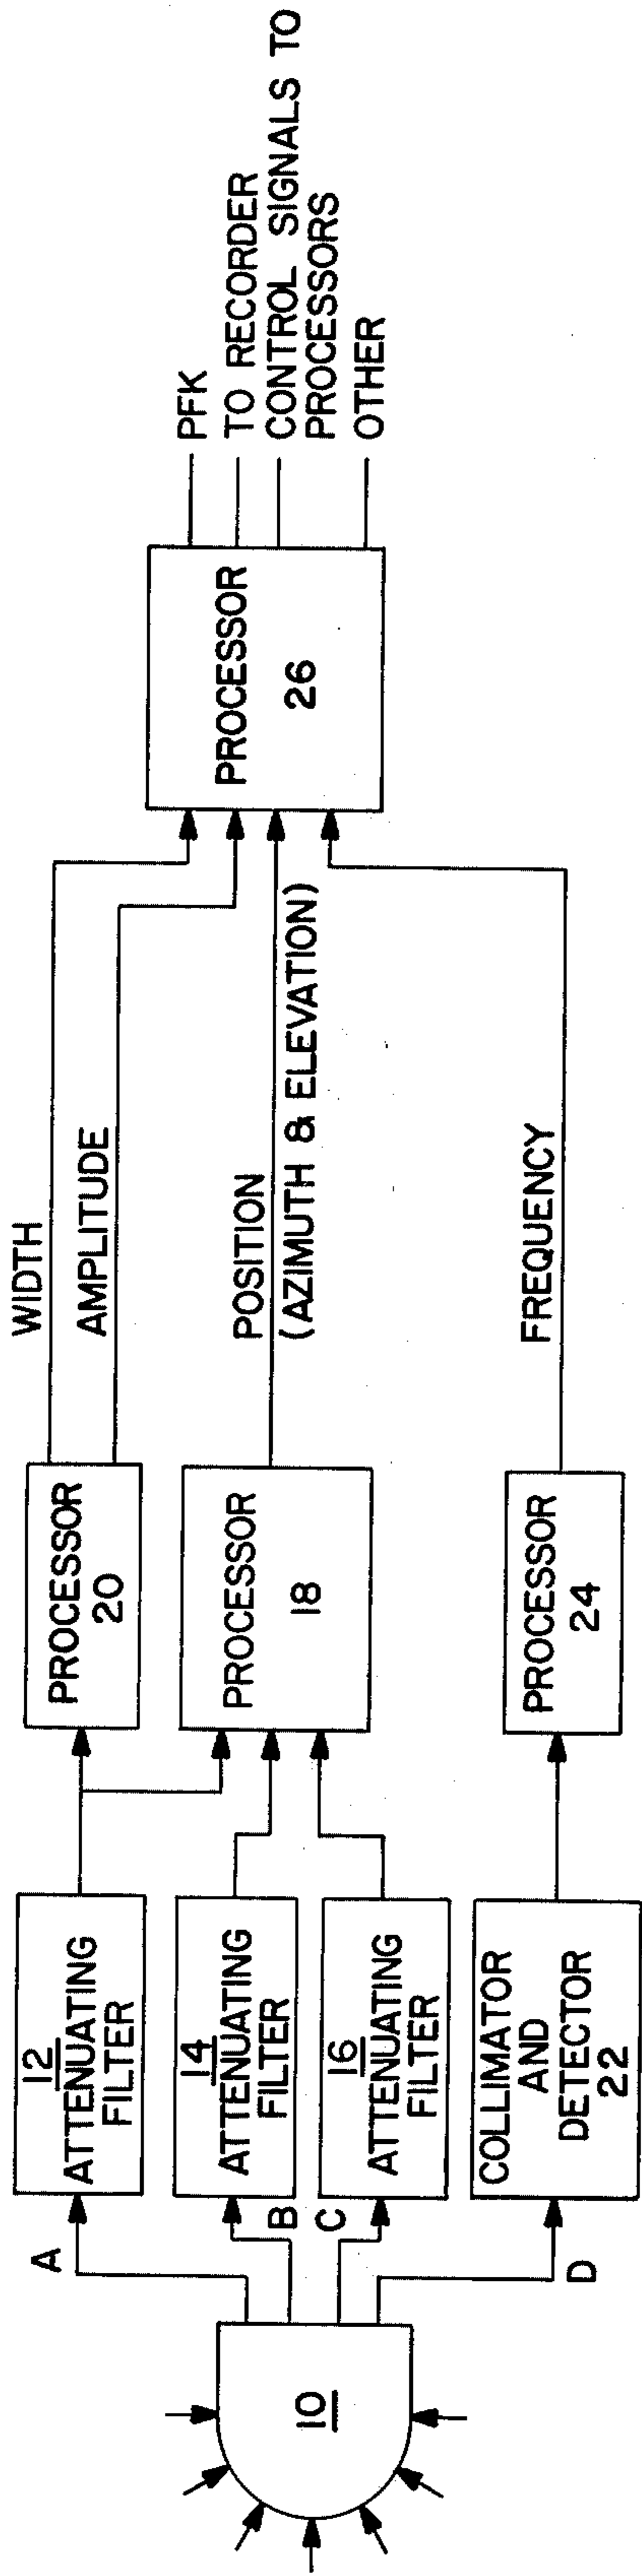 10
A
B
C
D
12
ATTENUATING
FILTER
14
ATTENUATING
FILTER
16
ATTENUATING
FILTER
COLLIMATOR
AND
DETECTOR
22
PROCESSOR
20
PROCESSOR
18
PROCESSOR
24
WIDTH
AMPLITUDE
POSITION
(AZIMUTH & ELEVATION)
FREQUENCY
PROCESSOR
26
PFK
TO RECORDER
CONTROL SIGNALS TO
PROCESSORS
OTHER